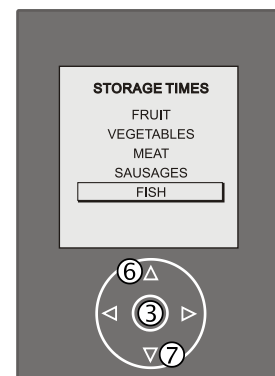 STORAGE TIMES
FRUIT
VEGETABLES
MEAT
SAUSAGES
FISH
6
3
7